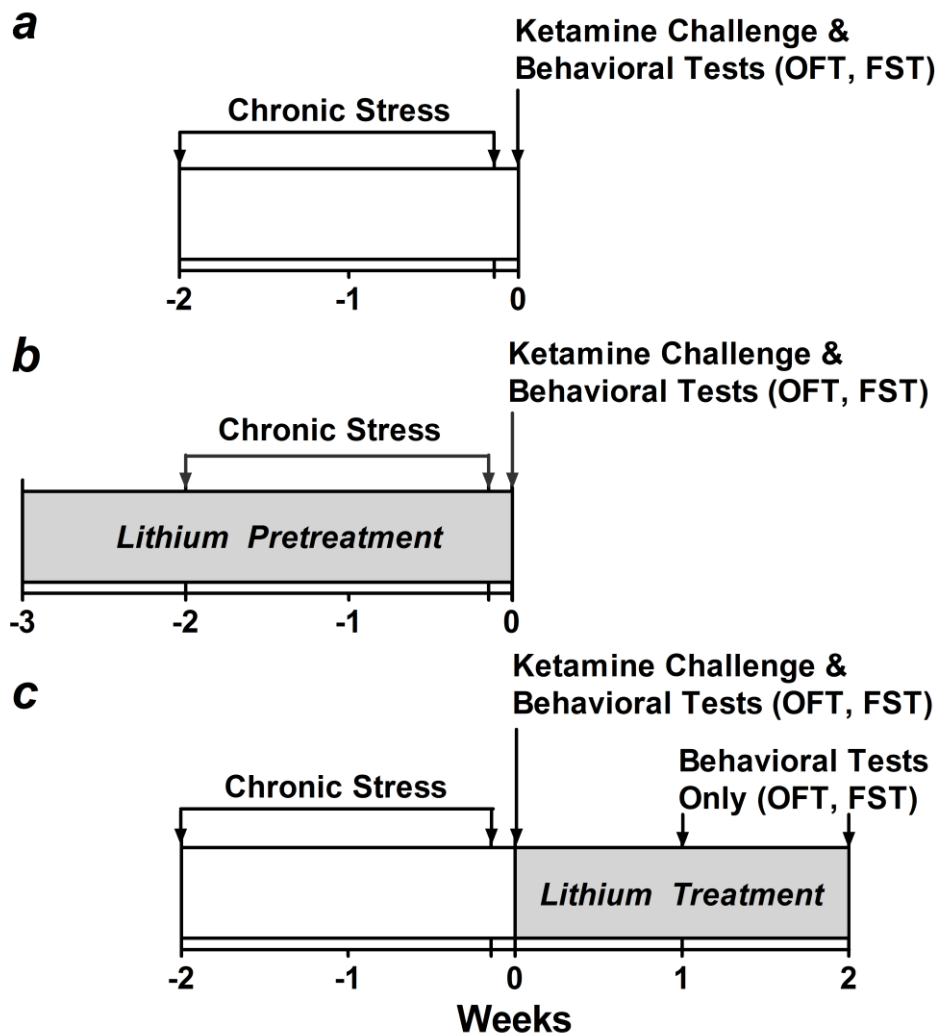 a
Ketamine Challenge &
Behavioral Tests (OFT, FST)
Chronic Stress
-2
-1
0
b
Ketamine Challenge &
Behavioral Tests (OFT, FST)
Chronic Stress
Lithium Pretreatment
-3
-2
-1
0
c
Ketamine Challenge &
Behavioral Tests (OFT, FST)
Behavioral Tests
Only (OFT, FST)
Chronic Stress
Lithium Treatment
-2
-1
0
1
2
Weeks